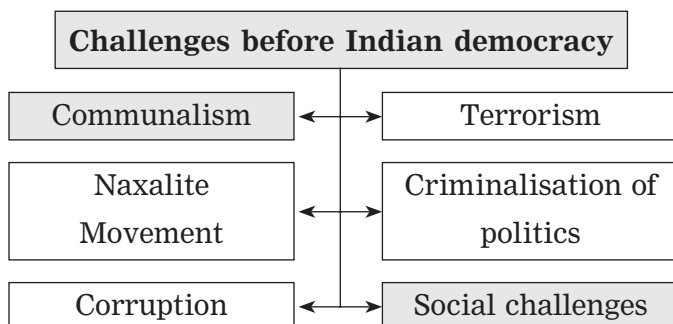 Challenges before Indian democracy
Communalism
Terrorism
Naxalite
Movement
Criminalisation of
politics
Corruption
Social challenges